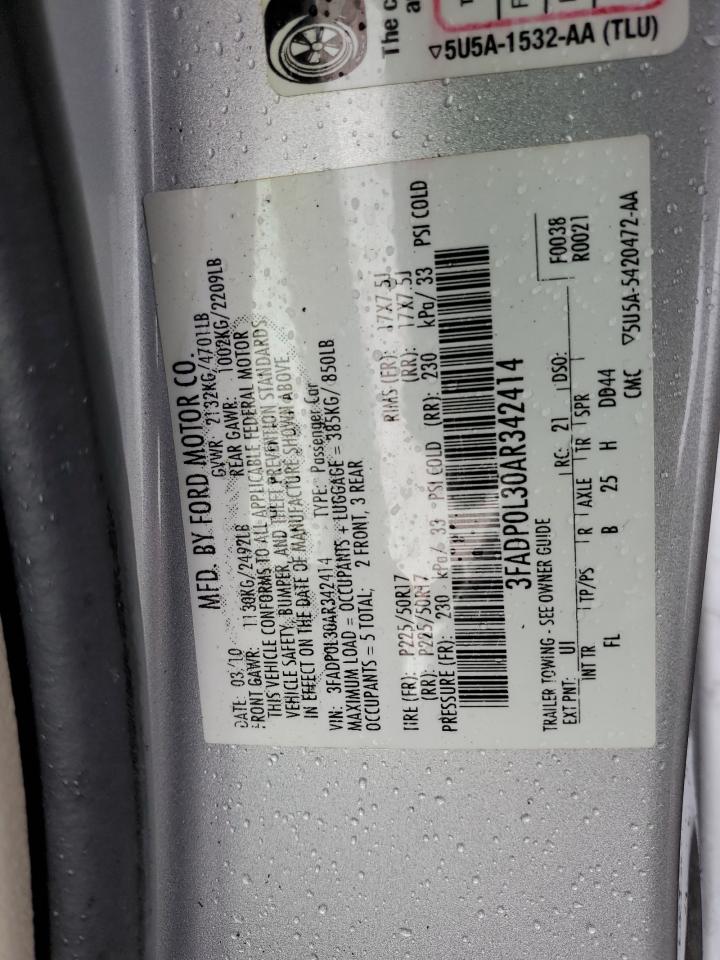 The c
a
▽5U5A-1532-AA (TLU)
MFD. BY FORD MOTOR CO.
DATE: 03/10 GVWR: 2132KG/4701LB
FRONT GAWR: 1130KG/2492LB REAR GAWR: 1002KG/2209LB
THIS VEHICLE CONFORMS TO ALL APPLICABLE FEDERAL MOTOR
VEHICLE SAFETY, BUMPER, AND THEFT PREVENTION STANDARDS
IN EFFECT ON THE DATE OF MANUFACTURE SHOWN ABOVE.
VIN: 3FADP0L30AR342414 TYPE: Passenger Car
MAXIMUM LOAD = OCCUPANTS + LUGGAGE = 385KG/ 850LB
OCCUPANTS = 5 TOTAL; 2 FRONT, 3 REAR
TIRE (FR): P225/50R17 RIMS (FR): 17X7.5J
(RR): P225/50R17 (RR): 17X7.5J
PRESSURE (FR): 230 kPa/ 33 PSI COLD (RR): 230 kPa/ 33 PSI COLD
3FADP0L30AR342414
TRAILER TOWING - SEE OWNER GUIDE F0038
EXT PNT: UI RC: 21 DSO: R0021
INT TR TP/PS R AXLE TR SPR
FL B 25 H DB44
CMC ▽5U5A-5420472-AA